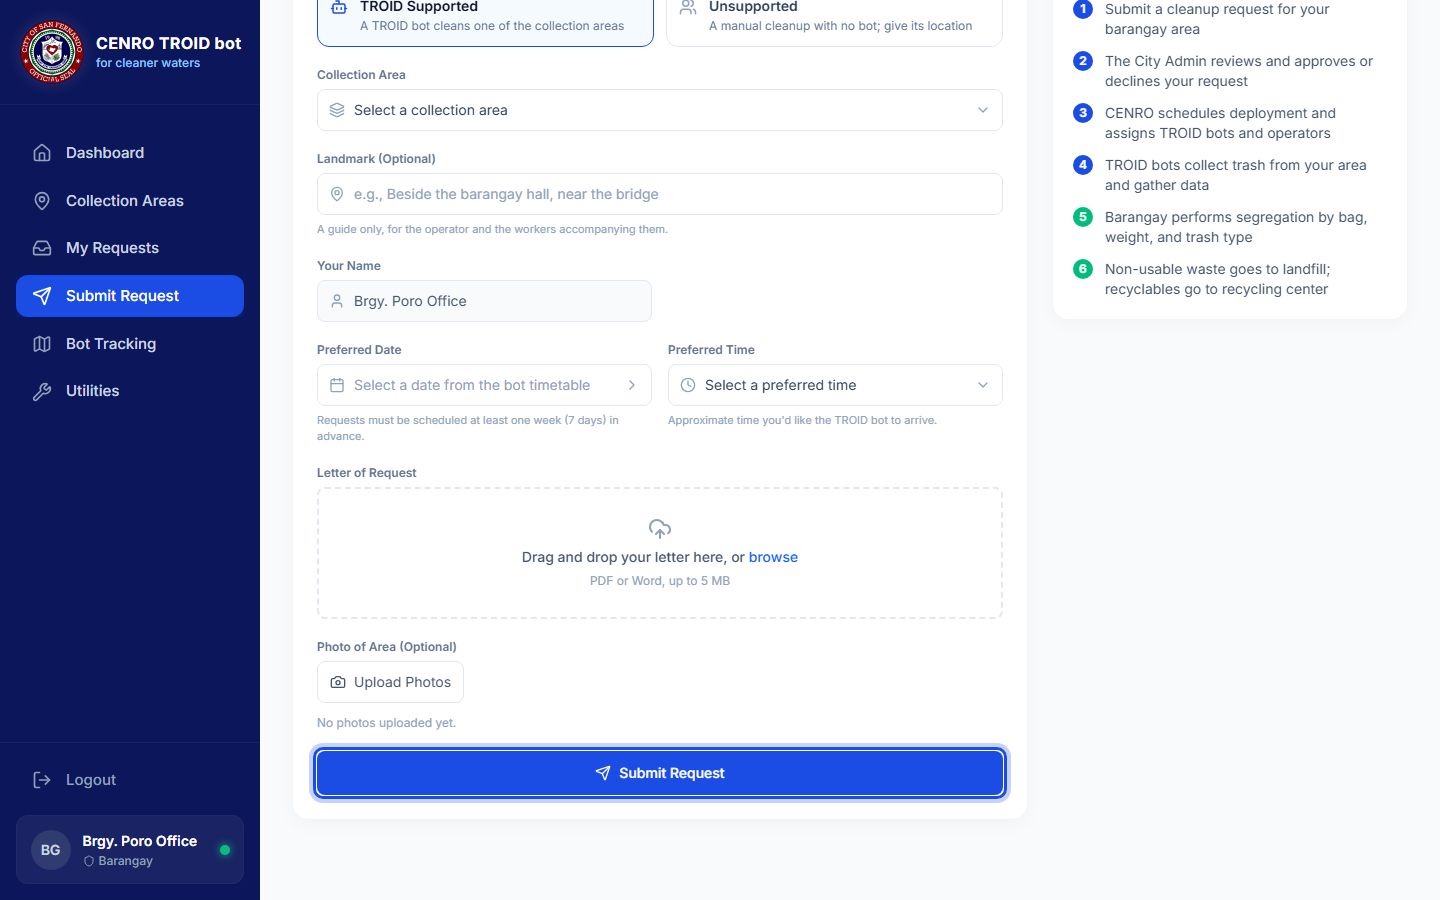 CITY OF SAN FERNANDO
OFFICIAL SEAL
CENRO TROID bot
for cleaner waters
Dashboard
Collection Areas
My Requests
Submit Request
Bot Tracking
Utilities
Logout
BG
Brgy. Poro Office
Barangay
TROID Supported
A TROID bot cleans one of the collection areas
Unsupported
A manual cleanup with no bot; give its location
Collection Area
Select a collection area
Landmark (Optional)
e.g., Beside the barangay hall, near the bridge
A guide only, for the operator and the workers accompanying them.
Your Name
Brgy. Poro Office
Preferred Date
Select a date from the bot timetable
Requests must be scheduled at least one week (7 days) in
advance.
Preferred Time
Select a preferred time
Approximate time you'd like the TROID bot to arrive.
Letter of Request
Drag and drop your letter here, or browse
PDF or Word, up to 5 MB
Photo of Area (Optional)
Upload Photos
No photos uploaded yet.
Submit Request
1 Submit a cleanup request for your
barangay area
2 The City Admin reviews and approves or
declines your request
3 CENRO schedules deployment and
assigns TROID bots and operators
4 TROID bots collect trash from your area
and gather data
5 Barangay performs segregation by bag,
weight, and trash type
6 Non-usable waste goes to landfill;
recyclables go to recycling center